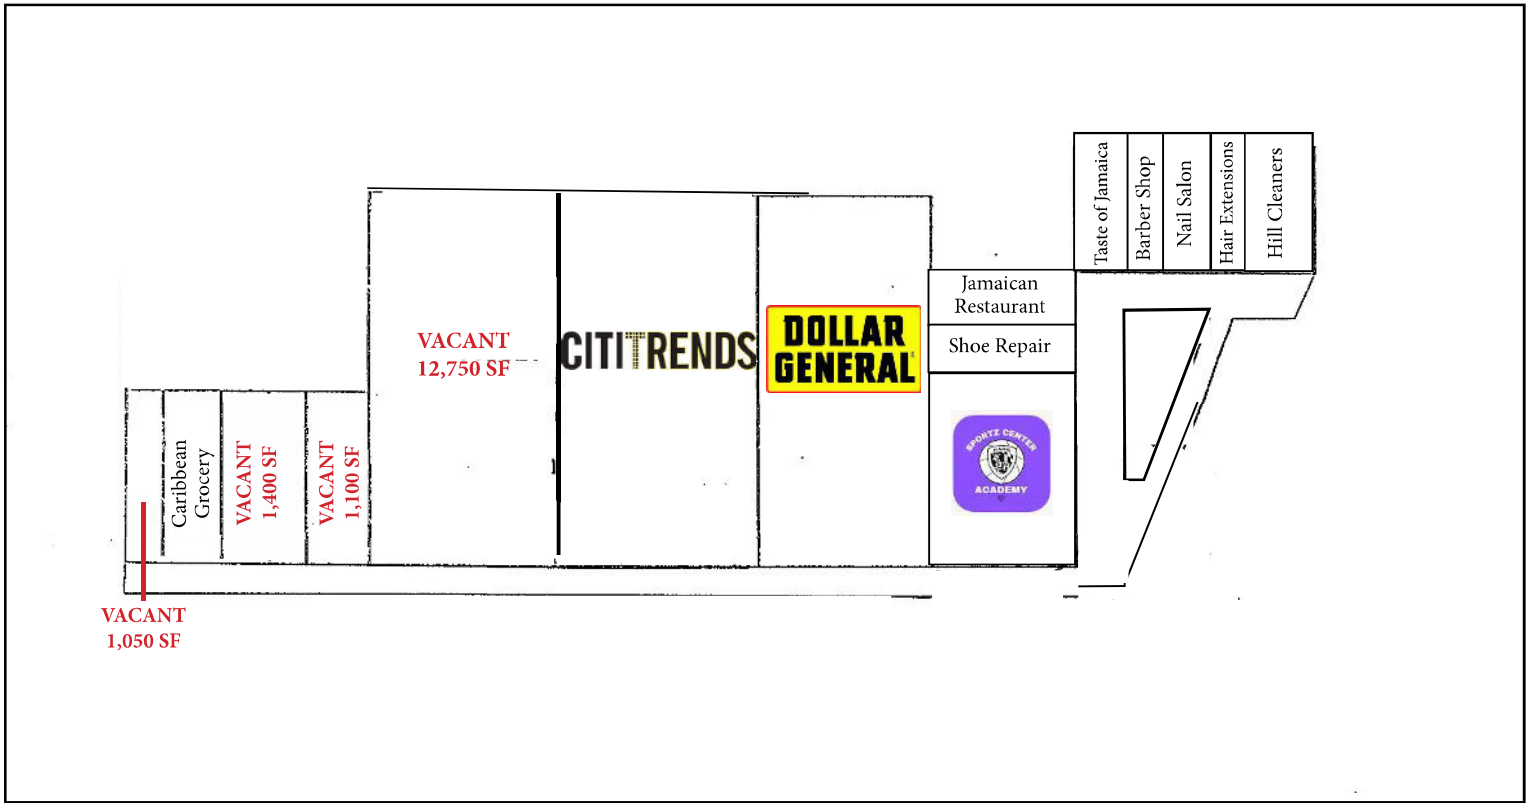 VACANT
1,050 SF
Caribbean
Grocery
VACANT
1,400 SF
VACANT
1,100 SF
VACANT
12,750 SF
CITITRENDS
DOLLAR
GENERAL
Jamaican
Restaurant
Shoe Repair
SPORTZ CENTER
ACADEMY
Taste of Jamaica
Barber Shop
Nail Salon
Hair Extensions
Hill Cleaners